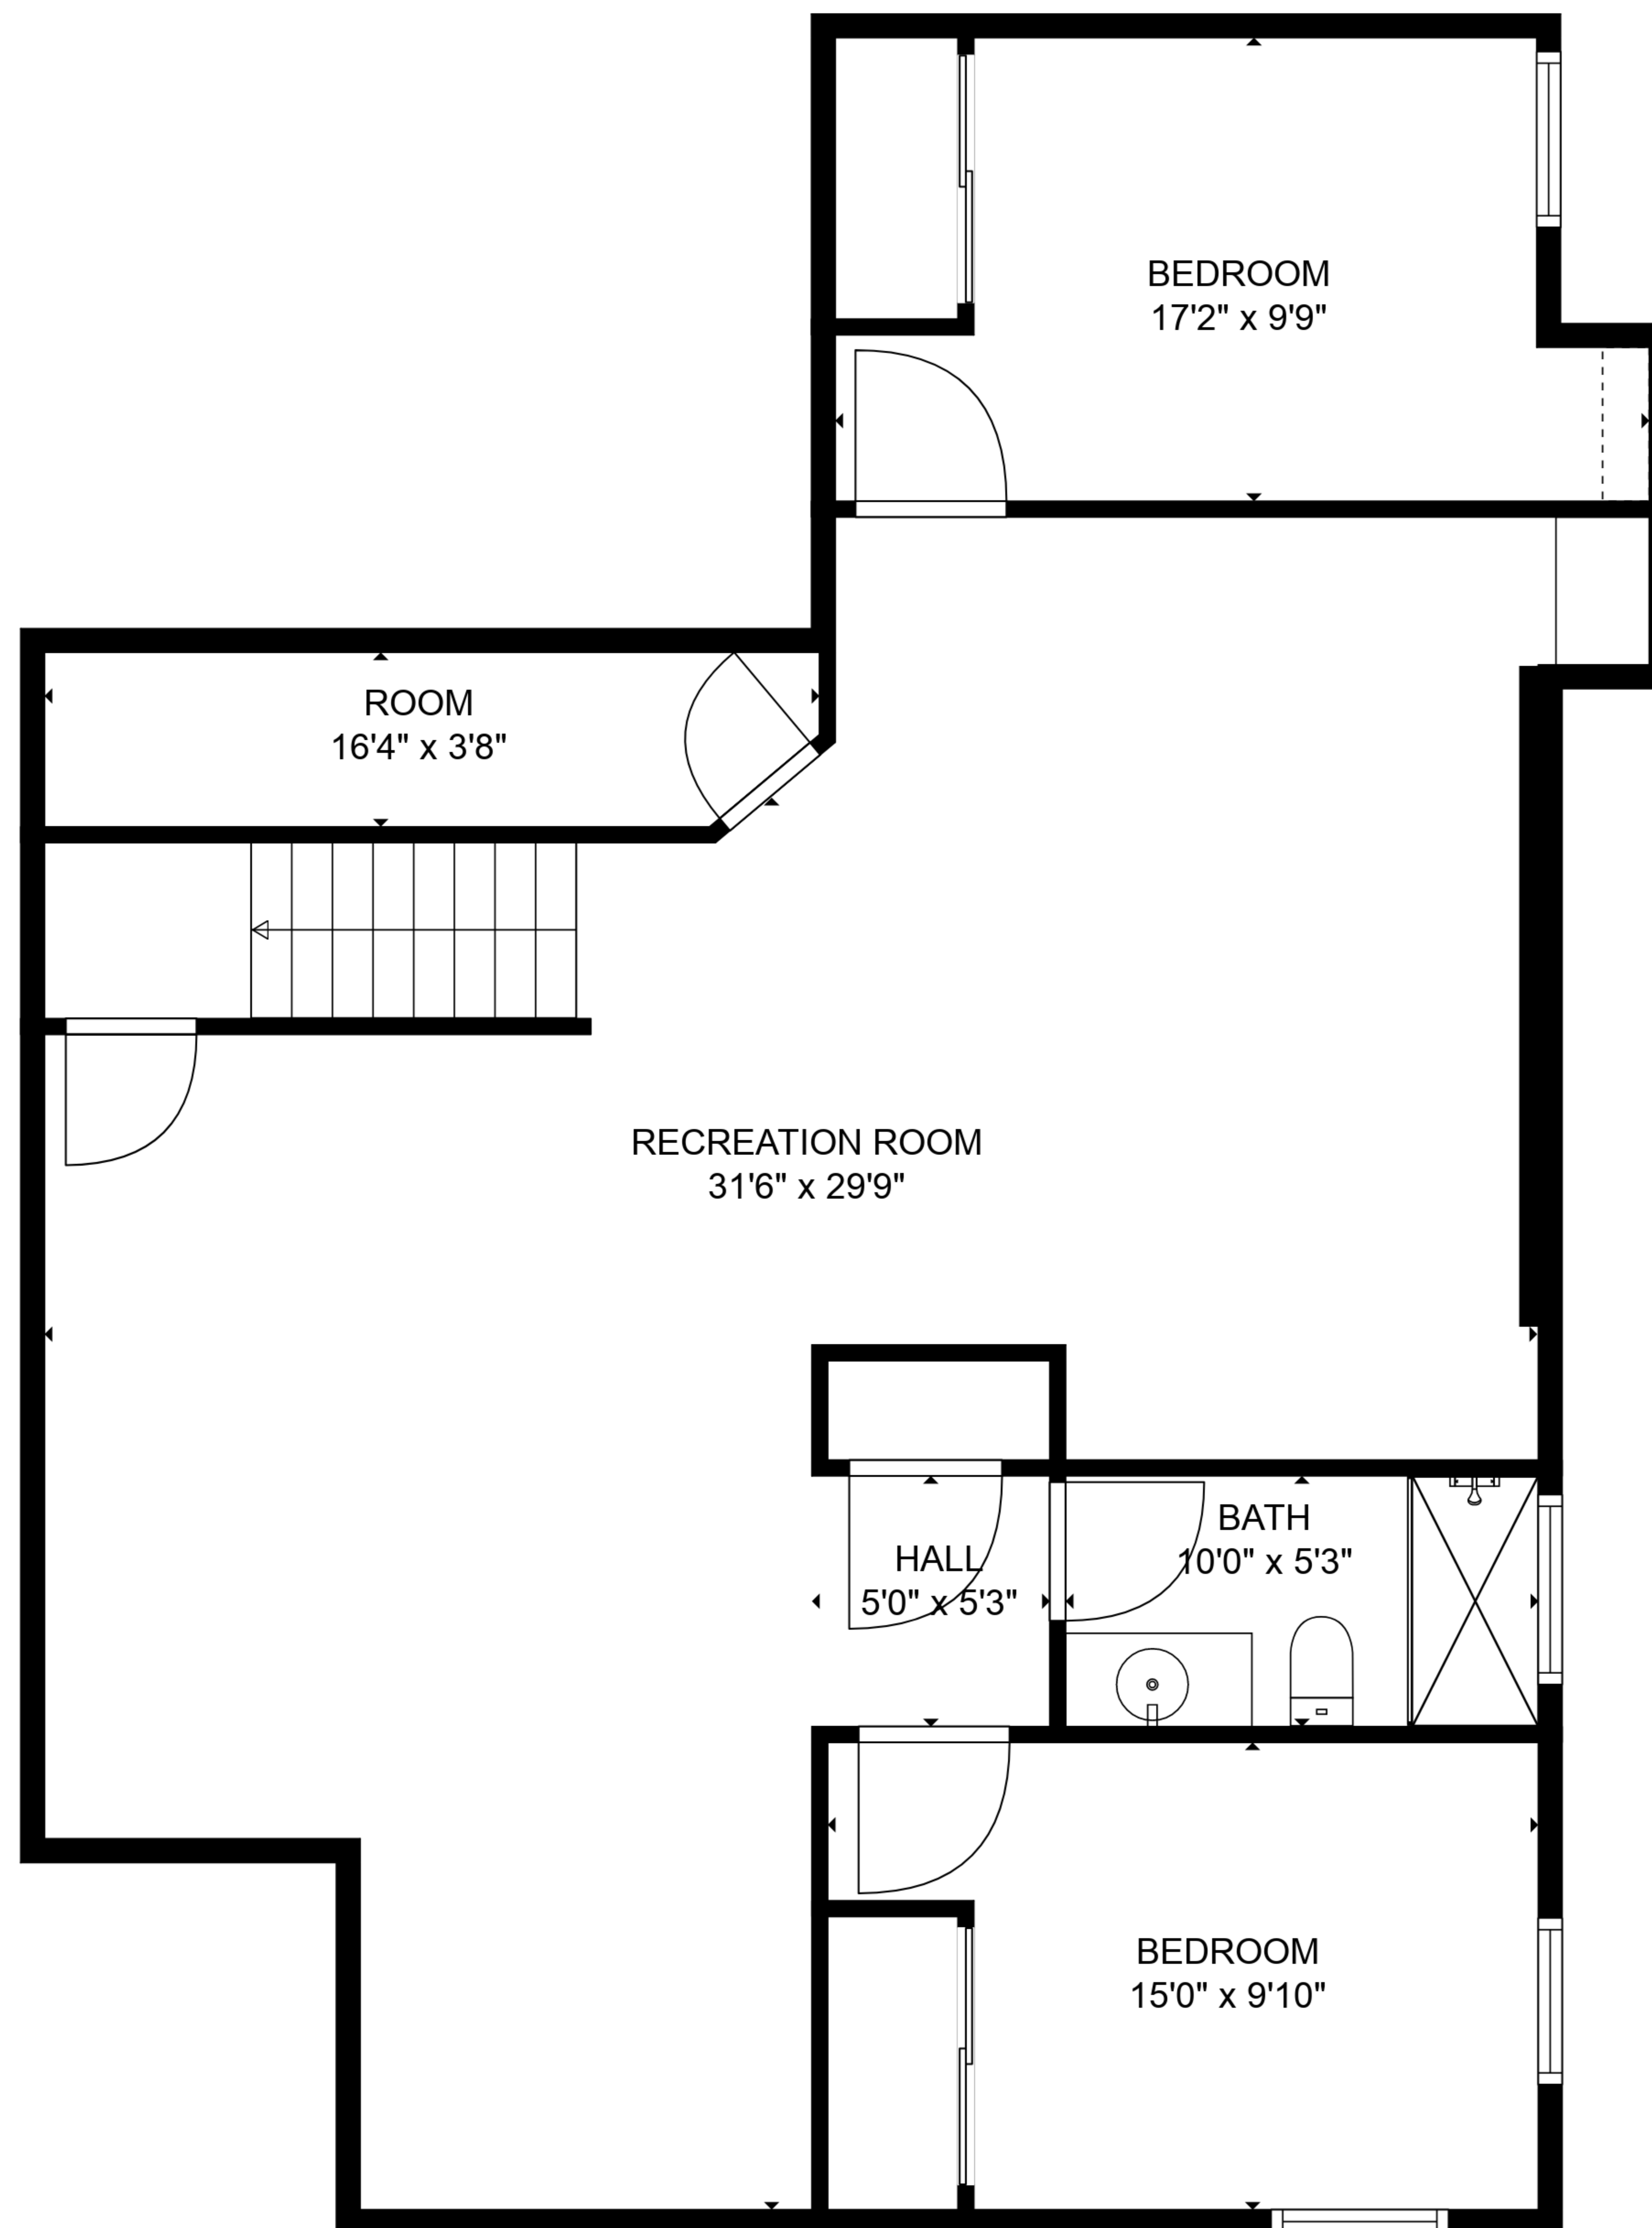 BEDROOM
17'2" x 9'9"
ROOM
16'4" x 3'8"
RECREATION ROOM
31'6" x 29'9"
HALL
5'0" x 5'3"
BATH
10'0" x 5'3"
BEDROOM
15'0" x 9'10"